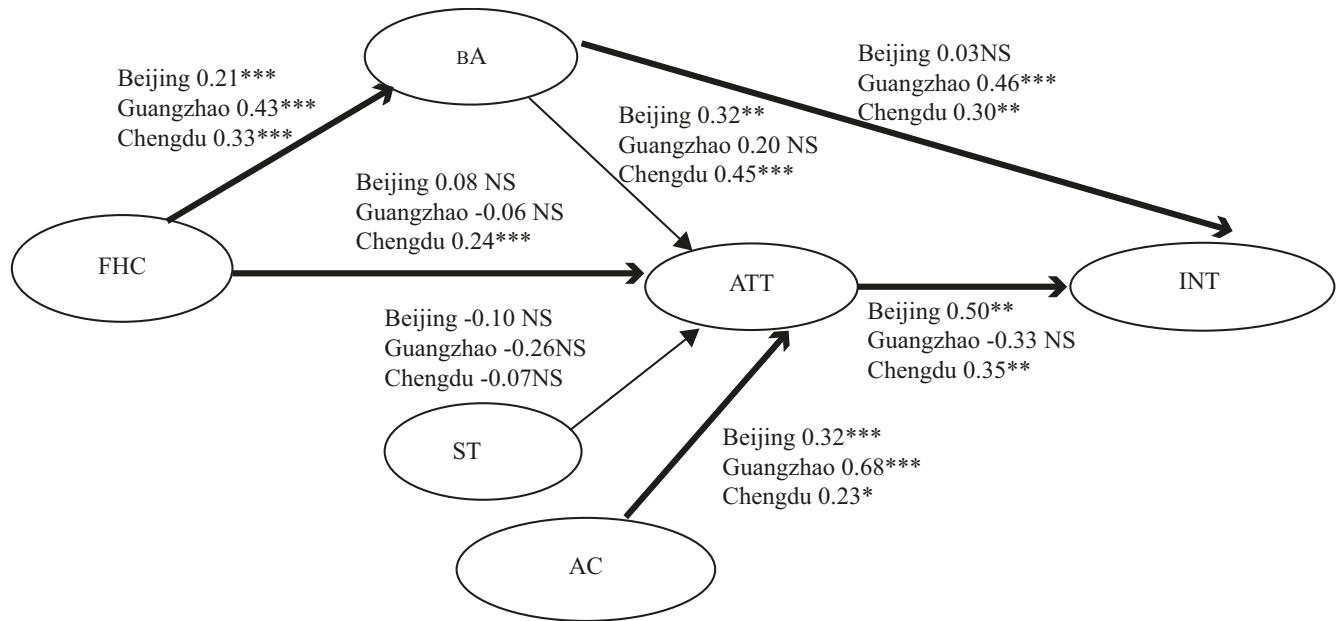 BA
Beijing 0.21***
Guangzhao 0.43***
Chengdu 0.33***
Beijing 0.03NS
Guangzhao 0.46***
Chengdu 0.30**
Beijing 0.32**
Guangzhao 0.20 NS
Chengdu 0.45***
Beijing 0.08 NS
Guangzhao -0.06 NS
Chengdu 0.24***
FHC
ATT
INT
Beijing -0.10 NS
Guangzhao -0.26NS
Chengdu -0.07NS
Beijing 0.50**
Guangzhao -0.33 NS
Chengdu 0.35**
ST
Beijing 0.32***
Guangzhao 0.68***
Chengdu 0.23*
AC